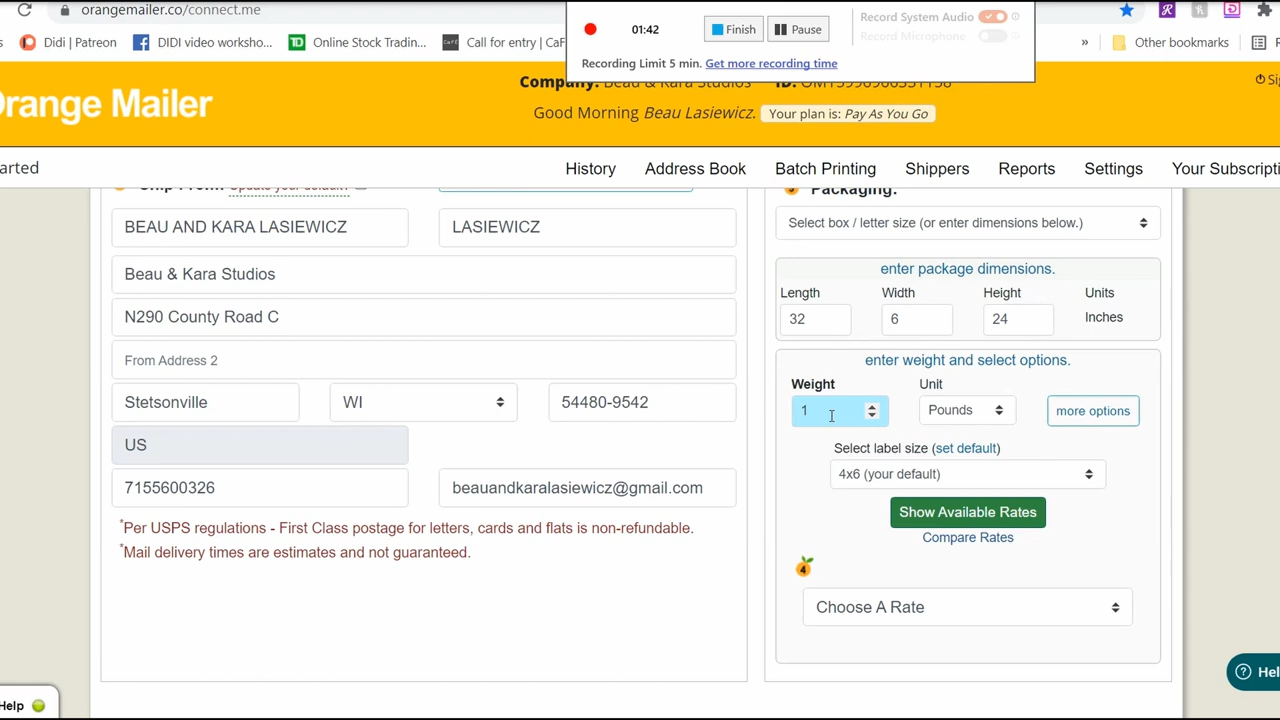 orangemailer.co/connect.me
Record System Audio
01:42
Finish
Pause
Record Microphone
Recording Limit 5 min. Get more recording time
Didi | Patreon
DIDI video worksho...
TD
Online Stock Tradin...
CaFÉ
Call for entry (CaF
»
Other bookmarks
Company: Beau & Kara Studios
Orange Mailer
Good Morning Beau Lasiewicz. Your plan is: Pay As You Go
arted
History
Address Book
Batch Printing
Shippers
Reports
Settings
Your Subscripti
Ship From: Update your default?
Packaging:
BEAU AND KARA LASIEWICZ
LASIEWICZ
Select box / letter size (or enter dimensions below.)
Beau & Kara Studios
enter package dimensions.
Length
Width
Height
Units
N290 County Road C
32
6
24
Inches
From Address 2
enter weight and select options.
Weight
Unit
Stetsonville
WI
54480-9542
1
Pounds
more options
US
Select label size (set default)
7155600326
beauandkaralasiewicz@gmail.com
4x6 (your default)
Show Available Rates
*Per USPS regulations - First Class postage for letters, cards and flats is non-refundable.
Compare Rates
*Mail delivery times are estimates and not guaranteed.
4
Choose A Rate
Hel
Help